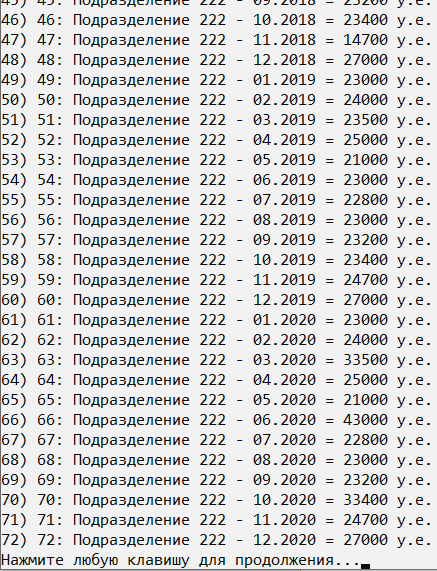 45) 45: Подразделение 222 - 09.2018 = 23200 у.е.
46) 46: Подразделение 222 - 10.2018 = 23400 у.е.
47) 47: Подразделение 222 - 11.2018 = 14700 у.е.
48) 48: Подразделение 222 - 12.2018 = 27000 у.е.
49) 49: Подразделение 222 - 01.2019 = 23000 у.е.
50) 50: Подразделение 222 - 02.2019 = 24000 у.е.
51) 51: Подразделение 222 - 03.2019 = 23500 у.е.
52) 52: Подразделение 222 - 04.2019 = 25000 у.е.
53) 53: Подразделение 222 - 05.2019 = 21000 у.е.
54) 54: Подразделение 222 - 06.2019 = 23000 у.е.
55) 55: Подразделение 222 - 07.2019 = 22800 у.е.
56) 56: Подразделение 222 - 08.2019 = 23000 у.е.
57) 57: Подразделение 222 - 09.2019 = 23200 у.е.
58) 58: Подразделение 222 - 10.2019 = 23400 у.е.
59) 59: Подразделение 222 - 11.2019 = 24700 у.е.
60) 60: Подразделение 222 - 12.2019 = 27000 у.е.
61) 61: Подразделение 222 - 01.2020 = 23000 у.е.
62) 62: Подразделение 222 - 02.2020 = 24000 у.е.
63) 63: Подразделение 222 - 03.2020 = 33500 у.е.
64) 64: Подразделение 222 - 04.2020 = 25000 у.е.
65) 65: Подразделение 222 - 05.2020 = 21000 у.е.
66) 66: Подразделение 222 - 06.2020 = 43000 у.е.
67) 67: Подразделение 222 - 07.2020 = 22800 у.е.
68) 68: Подразделение 222 - 08.2020 = 23000 у.е.
69) 69: Подразделение 222 - 09.2020 = 23200 у.е.
70) 70: Подразделение 222 - 10.2020 = 33400 у.е.
71) 71: Подразделение 222 - 11.2020 = 24700 у.е.
72) 72: Подразделение 222 - 12.2020 = 27000 у.е.
Нажмите любую клавишу для продолжения...